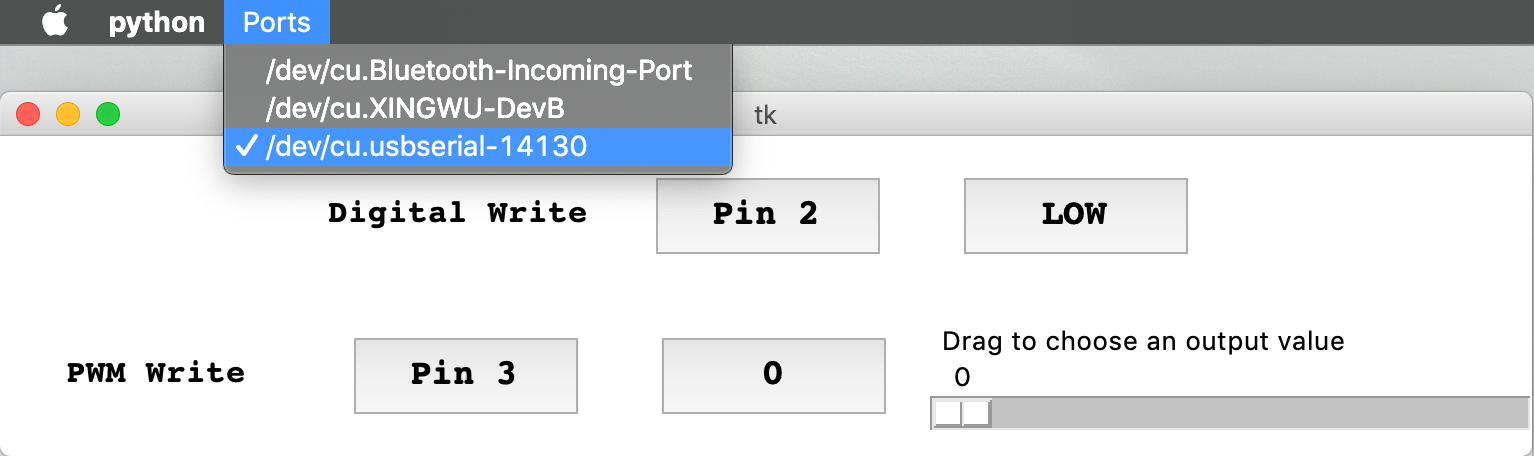 python Ports
/dev/cu.Bluetooth-Incoming-Port
/dev/cu.XINGWU-DevB
/dev/cu.usbserial-14130
tk
Digital Write Pin 2 LOW
PWM Write Pin 3 0
Drag to choose an output value
0